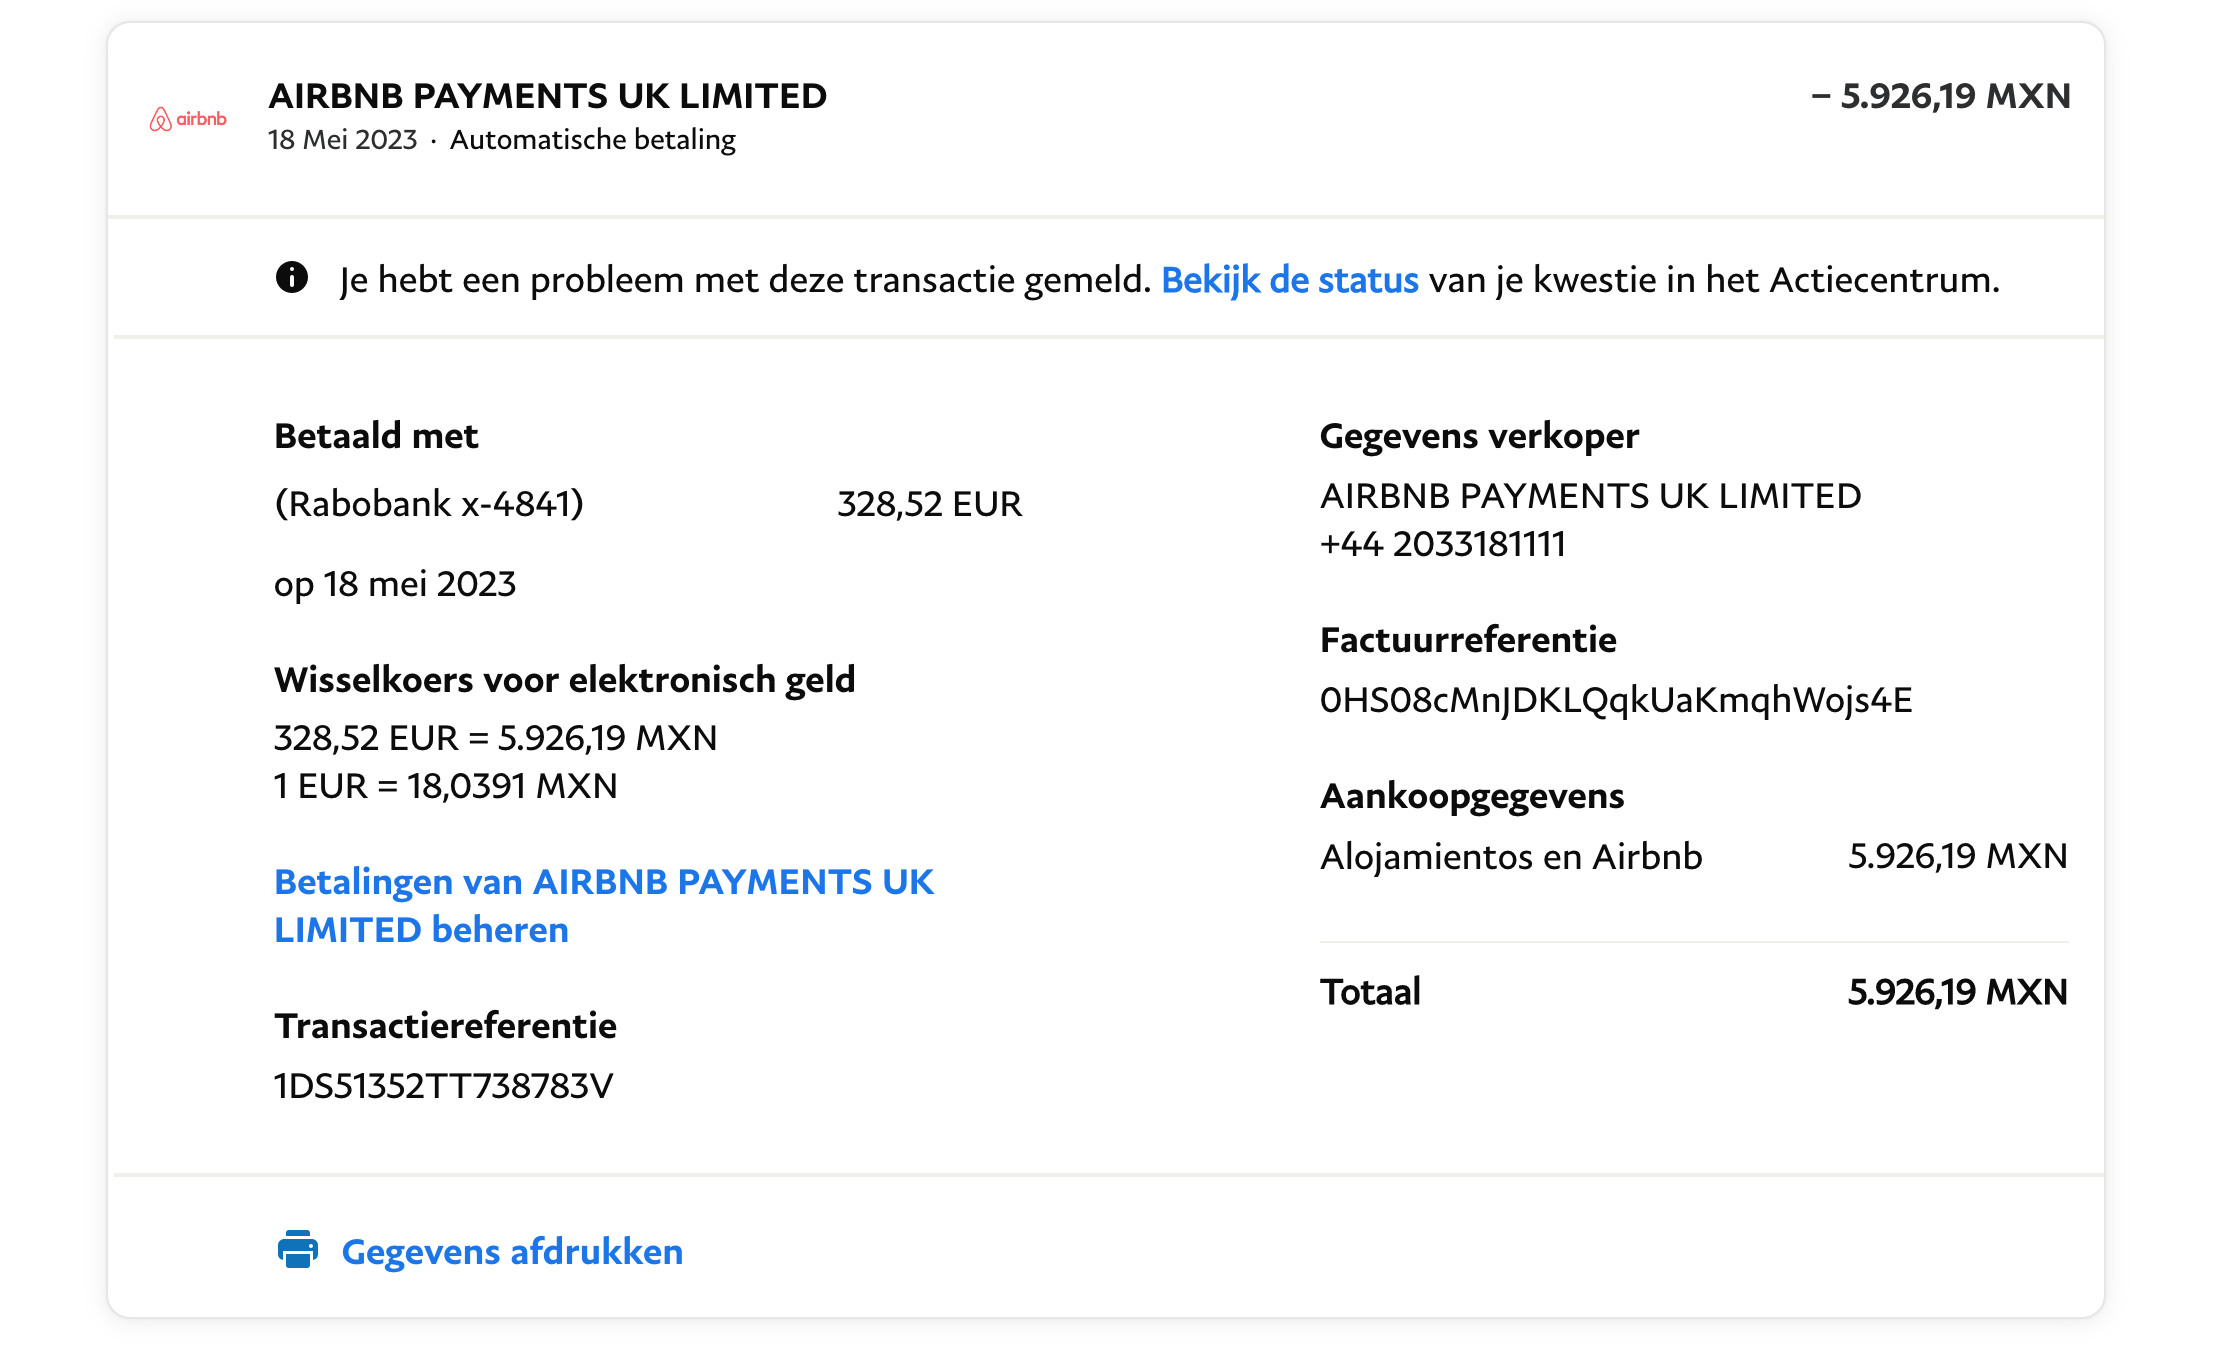 airbnb
AIRBNB PAYMENTS UK LIMITED
− 5.926,19 MXN
18 Mei 2023 · Automatische betaling
Je hebt een probleem met deze transactie gemeld. Bekijk de status van je kwestie in het Actiecentrum.
Betaald met
(Rabobank x-4841) 328,52 EUR
op 18 mei 2023
Wisselkoers voor elektronisch geld
328,52 EUR = 5.926,19 MXN
1 EUR = 18,0391 MXN
Betalingen van AIRBNB PAYMENTS UK
LIMITED beheren
Transactiereferentie
1DS51352TT738783V
Gegevens verkoper
AIRBNB PAYMENTS UK LIMITED
+44 2033181111
Factuurreferentie
0HS08cMnJDKLQqkUaKmqhWojs4E
Aankoopgegevens
Alojamientos en Airbnb 5.926,19 MXN
Totaal 5.926,19 MXN
Gegevens afdrukken